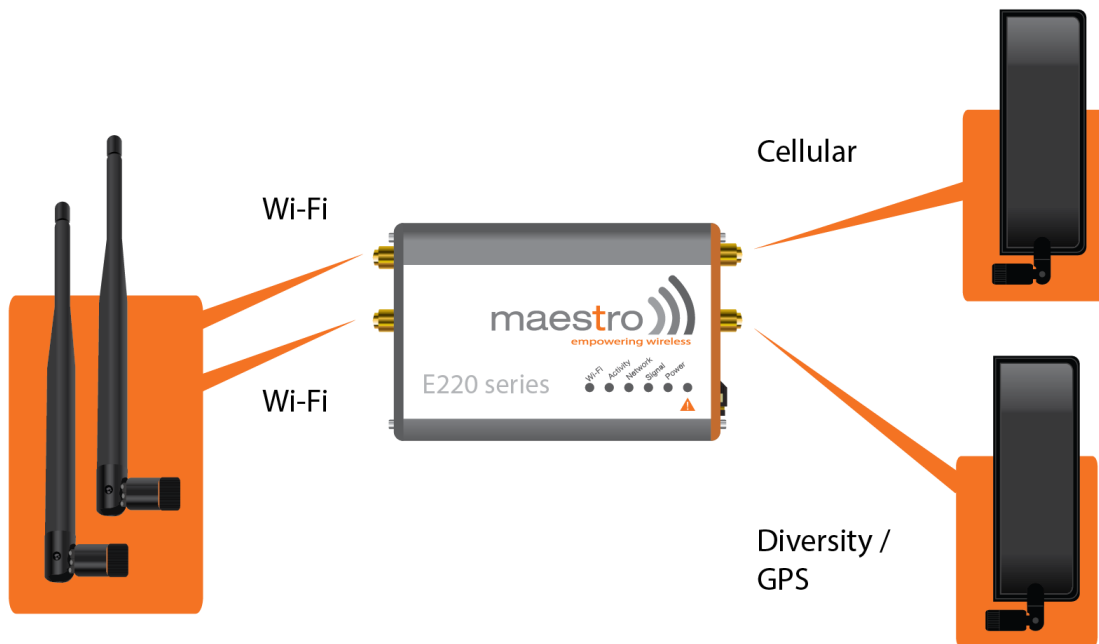 Cellular
Wi-Fi
maestro
empowering wireless
E220 series
Wi-Fi Activity Network Signal Power
Wi-Fi
Diversity /
GPS